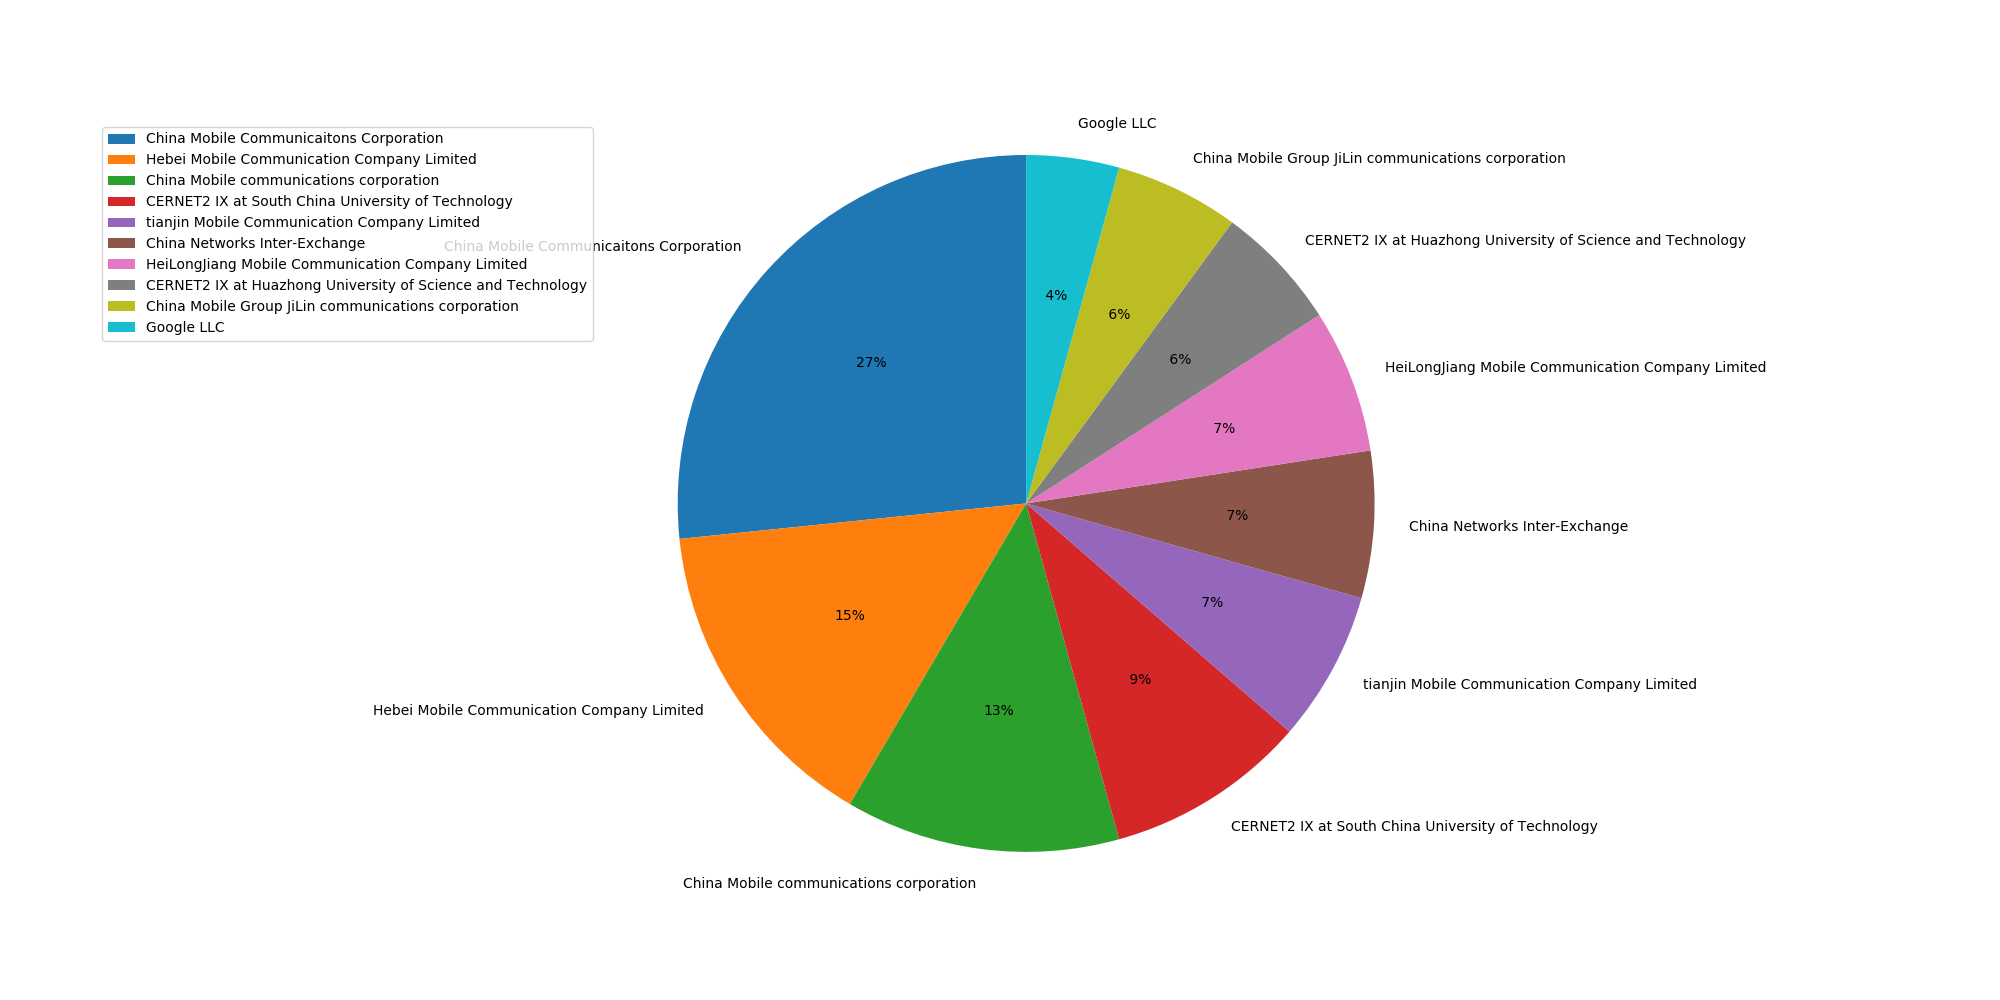 China Mobile Communicaitons Corporation
Hebei Mobile Communication Company Limited
China Mobile communications corporation
CERNET2 IX at South China University of Technology
tianjin Mobile Communication Company Limited
China Networks Inter-Exchange
HeiLongJiang Mobile Communication Company Limited
CERNET2 IX at Huazhong University of Science and Technology
China Mobile Group JiLin communications corporation
Google LLC
Google LLC
China Mobile Group JiLin communications corporation
CERNET2 IX at Huazhong University of Science and Technology
China Mobile Communicaitons Corporation
4%
6%
6%
27%
HeiLongJiang Mobile Communication Company Limited
7%
7%
China Networks Inter-Exchange
7%
15%
tianjin Mobile Communication Company Limited
9%
13%
Hebei Mobile Communication Company Limited
CERNET2 IX at South China University of Technology
China Mobile communications corporation